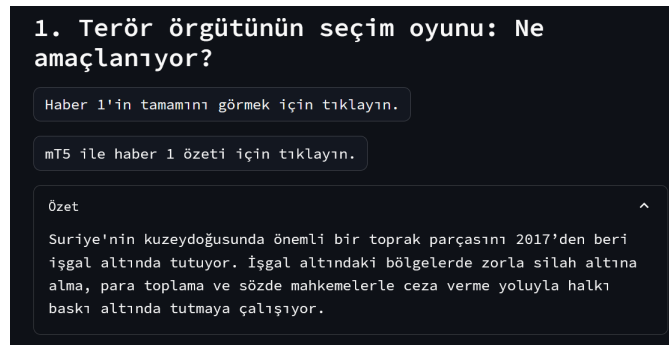 1. Terör örgütünün seçim oyunu: Ne
amaçlanıyor?
Haber 1'in tamamını görmek için tıklayın.
mT5 ile haber 1 özeti için tıklayın.
Özet
Suriye'nin kuzeydoğusunda önemli bir toprak parçasını 2017’den beri
işgal altında tutuyor. İşgal altındaki bölgelerde zorla silah altına
alma, para toplama ve sözde mahkemelerle ceza verme yoluyla halkı
baskı altında tutmaya çalışıyor.